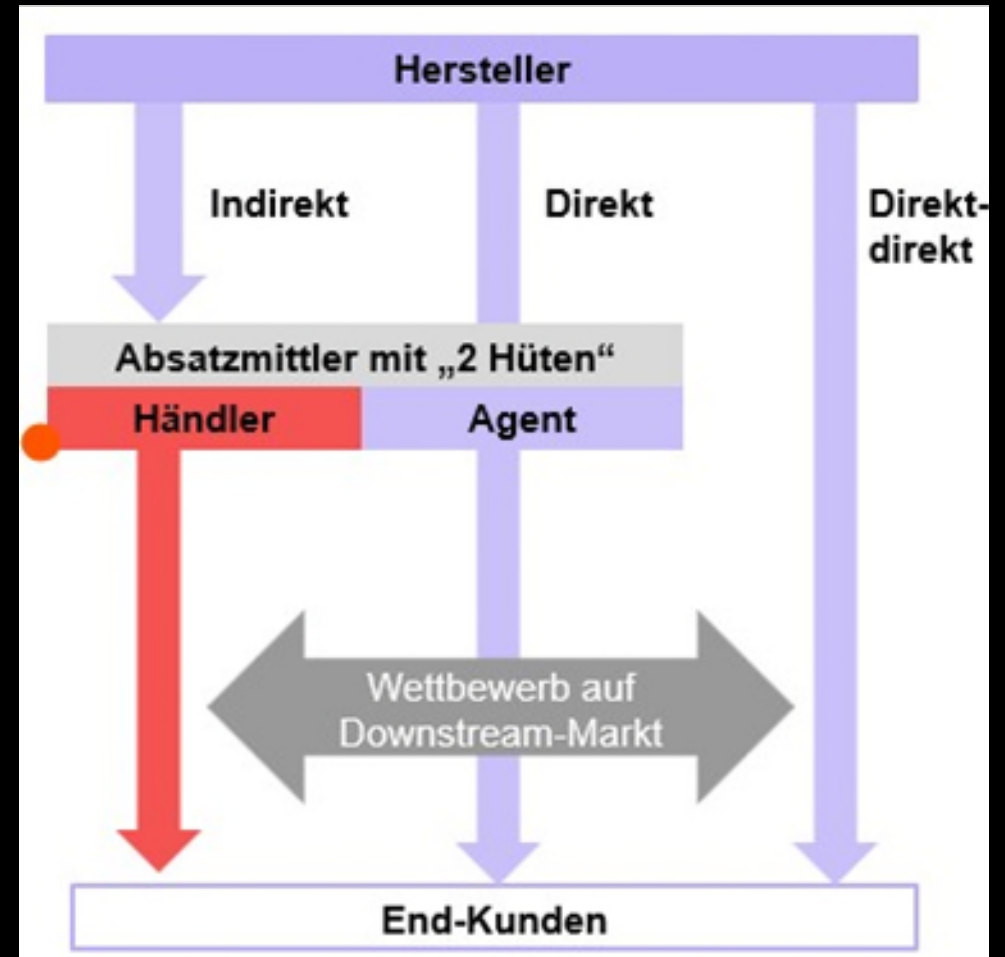 Hersteller
Indirekt
Direkt
Direkt-
direkt
Absatzmittler mit „2 Hüten“
Händler
Agent
Wettbewerb auf
Downstream-Markt
End-Kunden